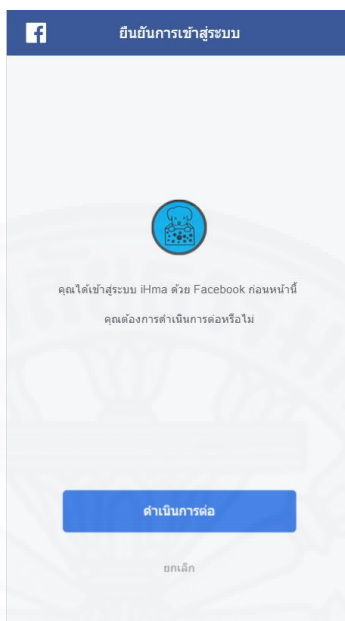 ยืนยันการเข้าสู่ระบบ
คุณได้เข้าสู่ระบบ iHma ด้วย Facebook ก่อนหน้านี้
คุณต้องการดำเนินการต่อหรือไม่
ดำเนินการต่อ
ยกเลิก